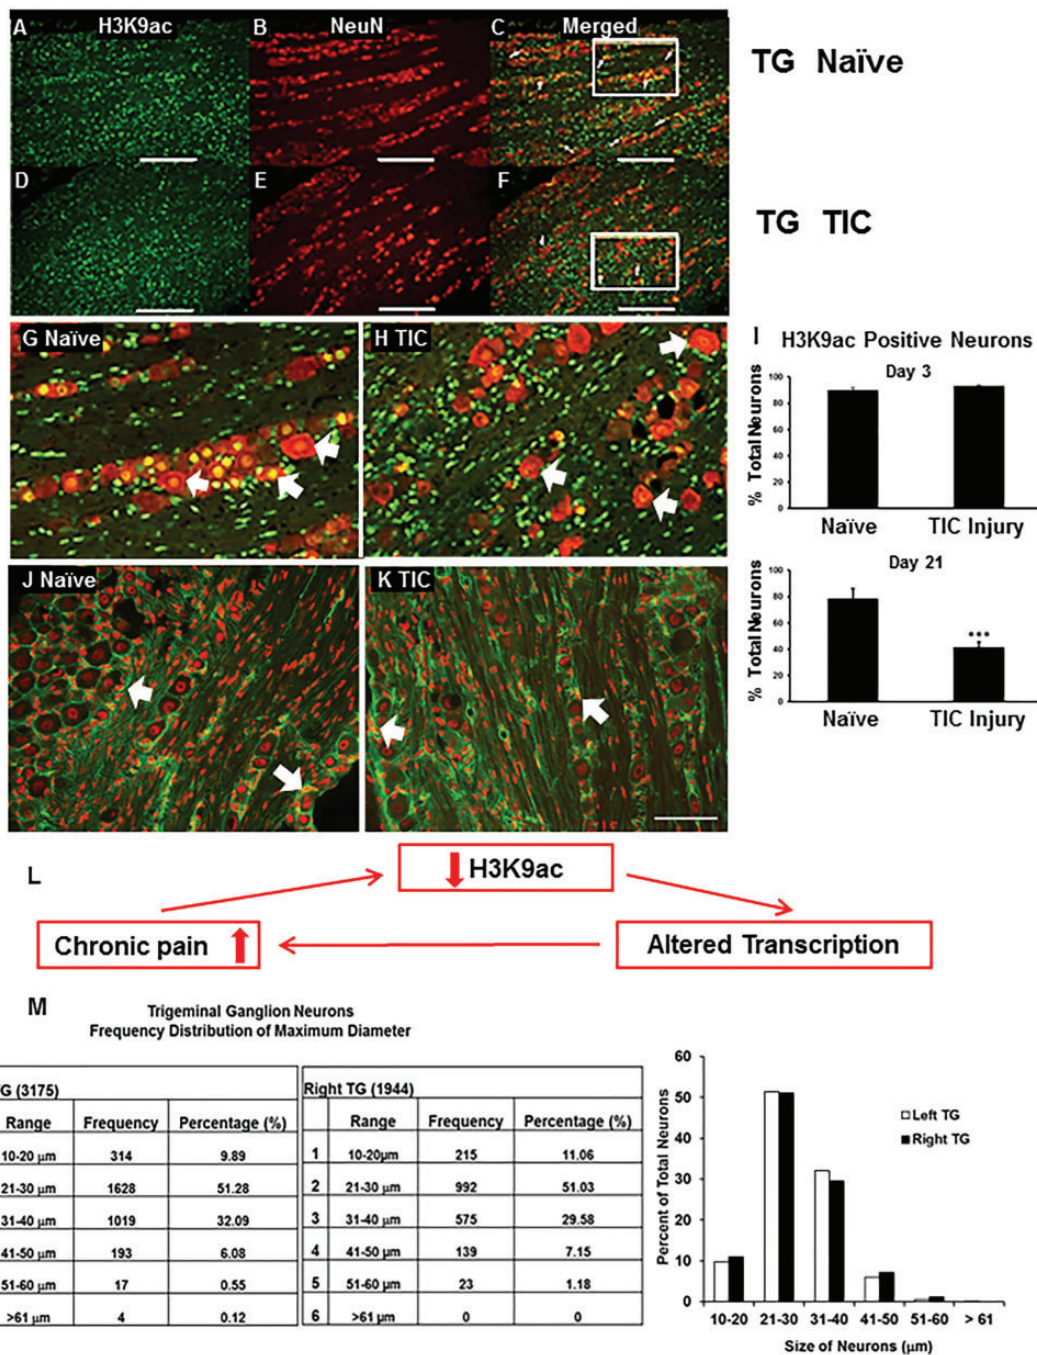 A H3K9ac B NeuN C Merged
TG Naïve
D E F
TG TIC
G Naïve H TIC
I H3K9ac Positive Neurons
Day 3
% Total Neurons
100
80
60
40
20
0
Naïve TIC Injury
Day 21
% Total Neurons
100
80
60
40
20
0
***
Naïve TIC Injury
J Naïve K TIC
L
H3K9ac
Chronic pain Altered Transcription
M
Trigeminal Ganglion Neurons
Frequency Distribution of Maximum Diameter
(3175)
Range Frequency Percentage (%)
10-20 µm 314 9.89
21-30 µm 1628 51.28
31-40 µm 1019 32.09
41-50 µm 193 6.08
51-60 µm 17 0.55
>61 µm 4 0.12
Right TG (1944)
Range Frequency Percentage (%)
1 10-20µm 215 11.06
2 21-30 µm 992 51.03
3 31-40 µm 575 29.58
4 41-50 µm 139 7.15
5 51-60 µm 23 1.18
6 >61 µm 0 0
Percent of Total Neurons
60
50
40
30
20
10
0
Left TG
Right TG
10-20 21-30 31-40 41-50 51-60 > 61
Size of Neurons (µm)